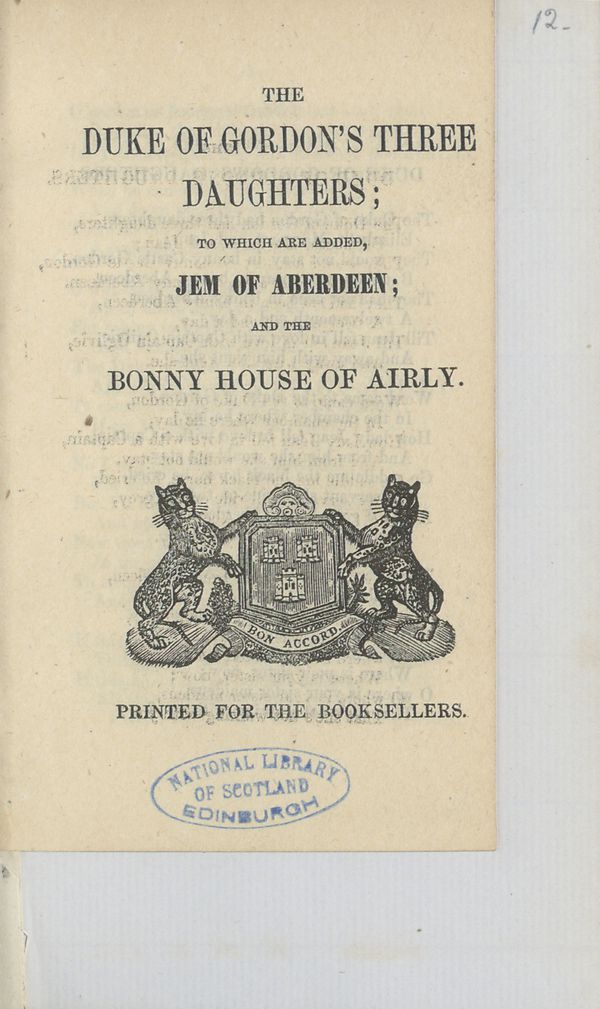 12-
THE
DUKE OF GORDON'S THREE
DAUGHTERS;
TO WHICH ARE ADDED,
JEM OF ABERDEEN;
AND THE
BONNY HOUSE OF AIRLY.
BON ACCORD
PRINTED FOR THE BOOKSELLERS.
NATIONAL LIBRARY
OF SCOTLAND
EDINBURGH